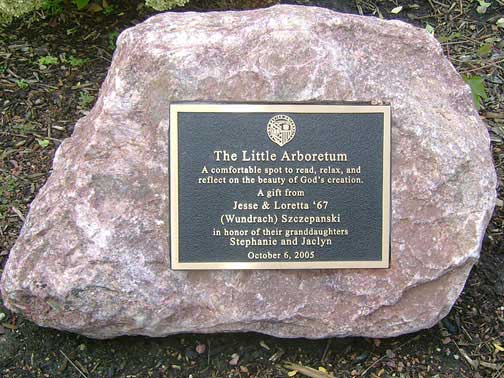 The Little Arboretum
A comfortable spot to read, relax, and
reflect on the beauty of God's creation.
A gift from
Jesse & Loretta '67
(Wundrach) Szczepanski
in honor of their granddaughters
Stephanie and Jaclyn
October 6, 2005